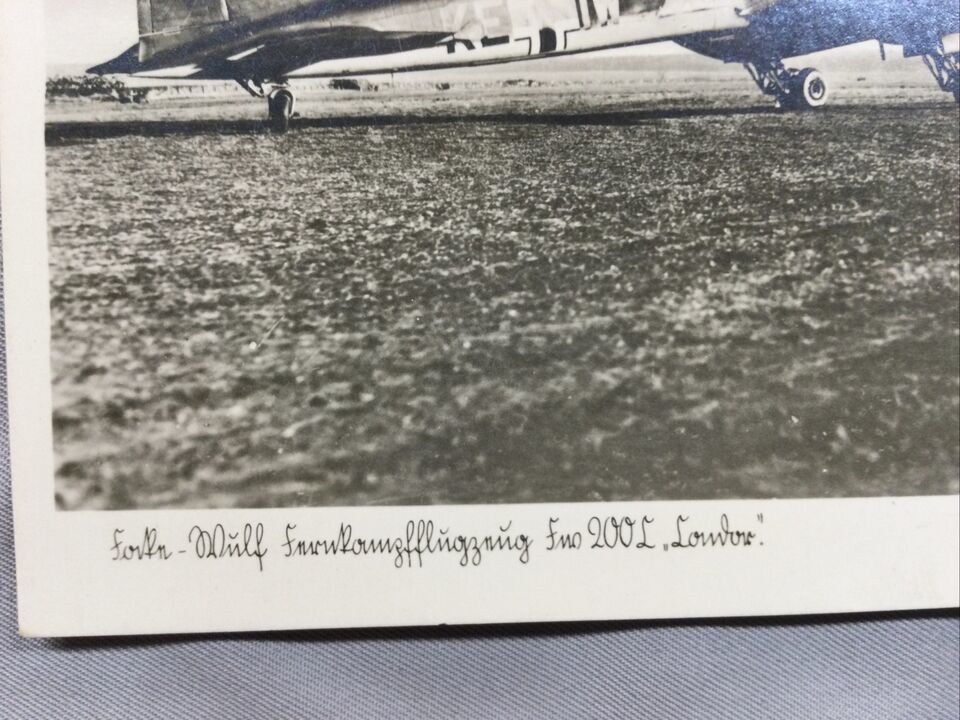 Focke-Wulf Fernkampfflugzeug Fw 200 C „Condor“.